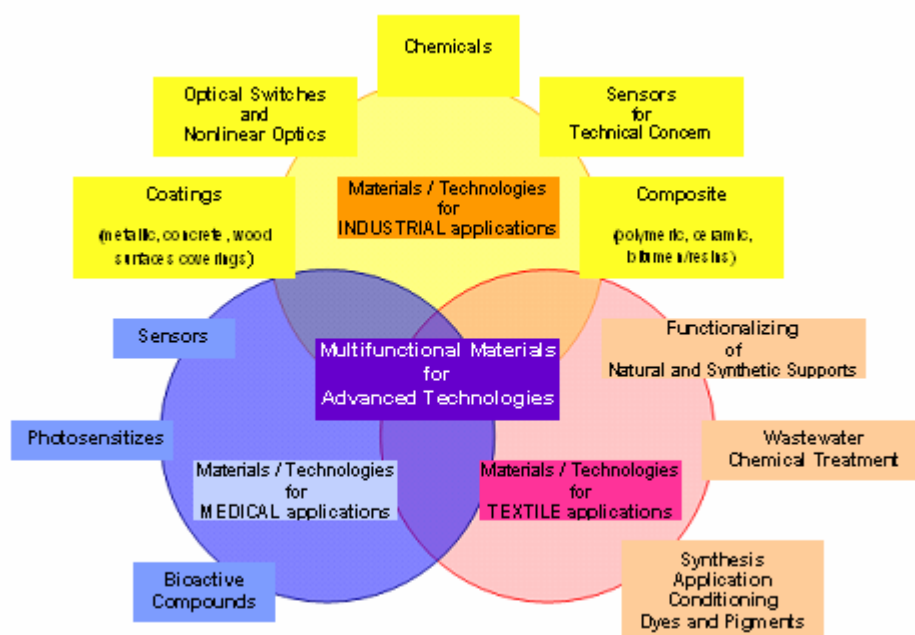 Chemicals
Optical Switches
and
Nonlinear Optics
Sensors
for
Technical Concern
Coatings
(metallic, concrete, wood
surfaces coverings)
Materials / Technologies
for
INDUSTRIAL applications
Composite
(polymeric, ceramic,
bitumen/resins)
Sensors
Multifunctional Materials
for
Advanced Technologies
Functionalizing
of
Natural and Synthetic Supports
Photosensitizes
Wastewater
Chemical Treatment
Materials / Technologies
for
MEDICAL applications
Materials / Technologies
for
TEXTILE applications
Bioactive
Compounds
Synthesis
Application
Conditioning
Dyes and Pigments